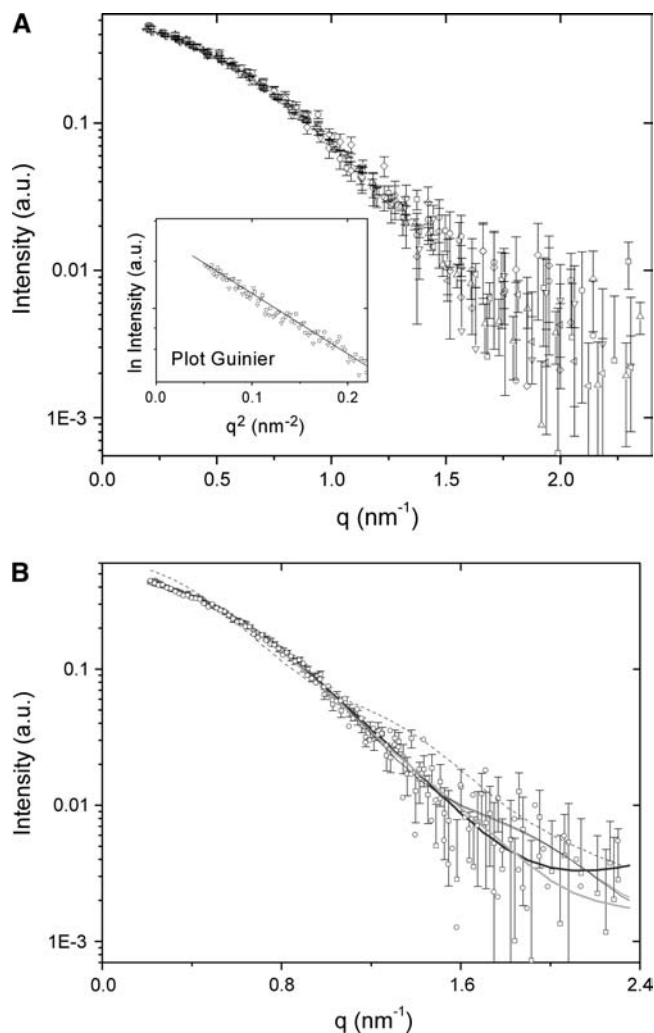 A
Intensity (a.u.)
0.1
0.01
1E-3
ln Intensity (a.u.)
Plot Guinier
0.0 0.1 0.2
q² (nm⁻²)
0.0 0.5 1.0 1.5 2.0
q (nm⁻¹)
B
Intensity (a.u.)
0.1
0.01
1E-3
0.0 0.8 1.6 2.4
q (nm⁻¹)